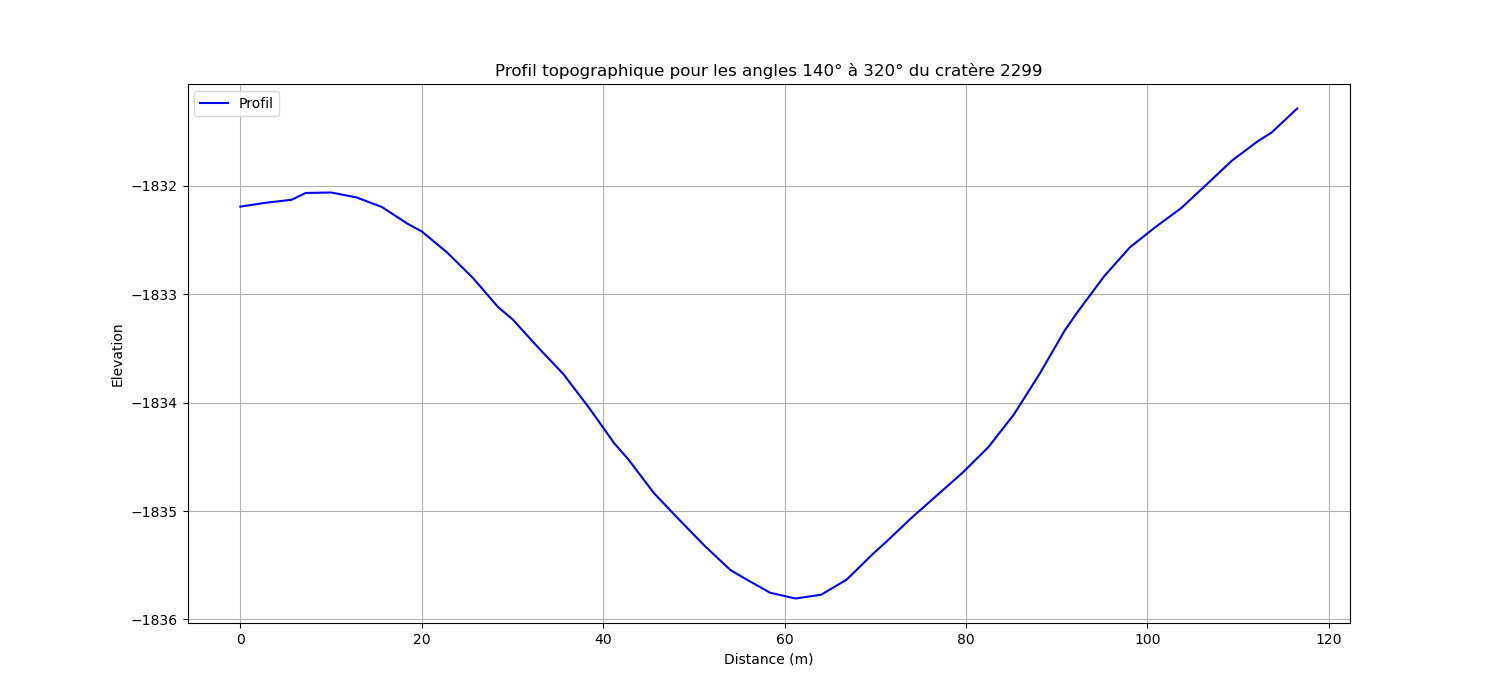 Profil topographique pour les angles 140° à 320° du cratère 2299
Profil
−1832
−1833
−1834
−1835
−1836
Elevation
0 20 40 60 80 100 120
Distance (m)